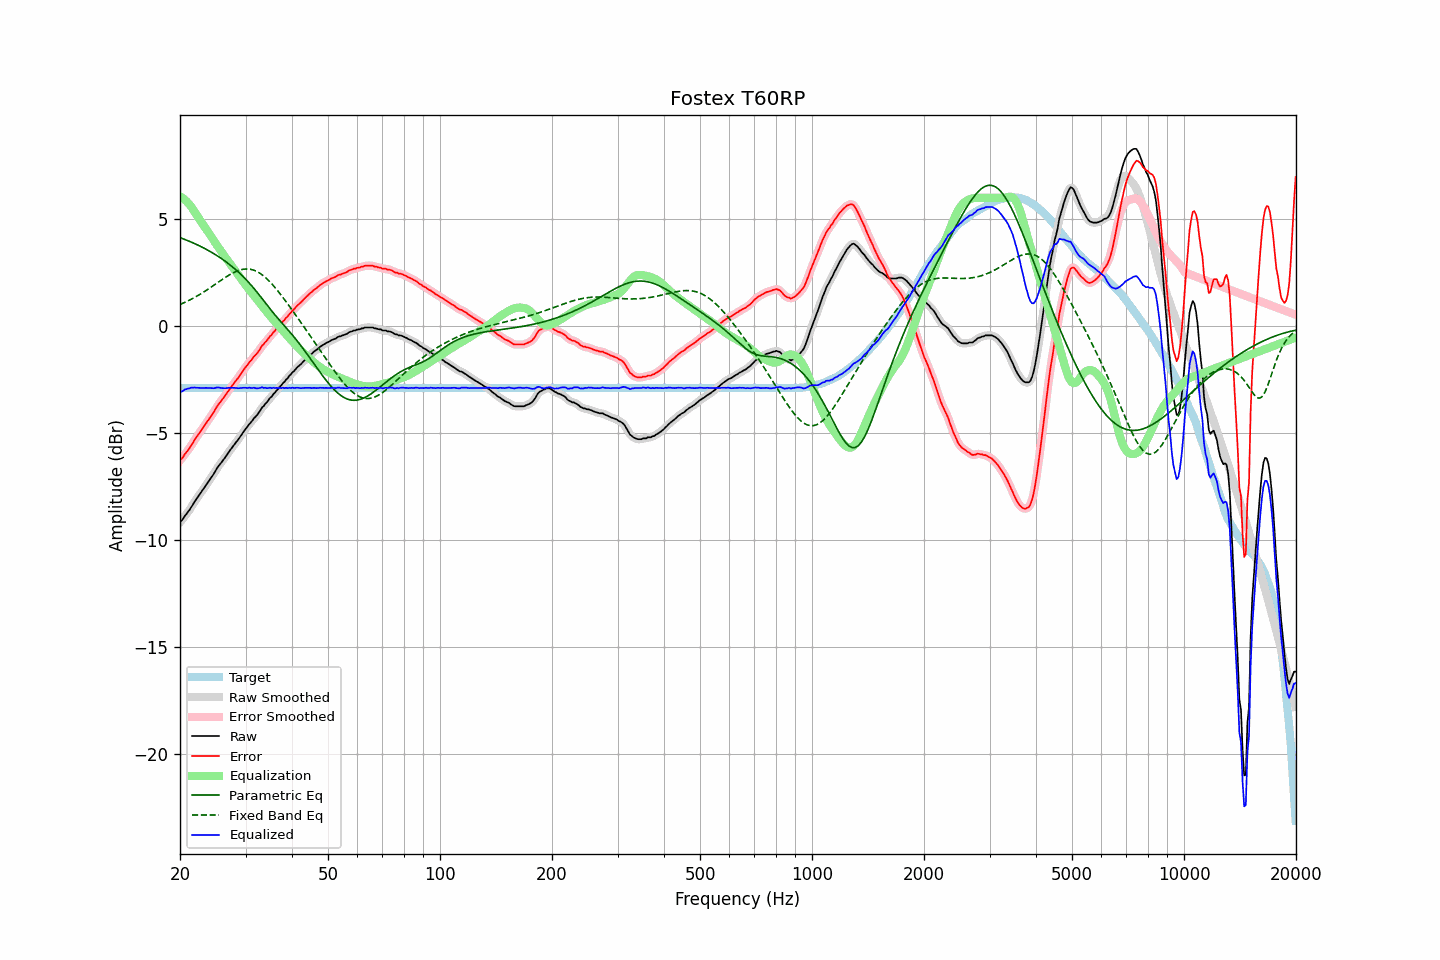 Fostex T60RP
Amplitude (dBr)
5
0
−5
−10
−15
−20
Target
Raw Smoothed
Error Smoothed
Raw
Error
Equalization
Parametric Eq
Fixed Band Eq
Equalized
20 50 100 200 500 1000 2000 5000 10000 20000
Frequency (Hz)